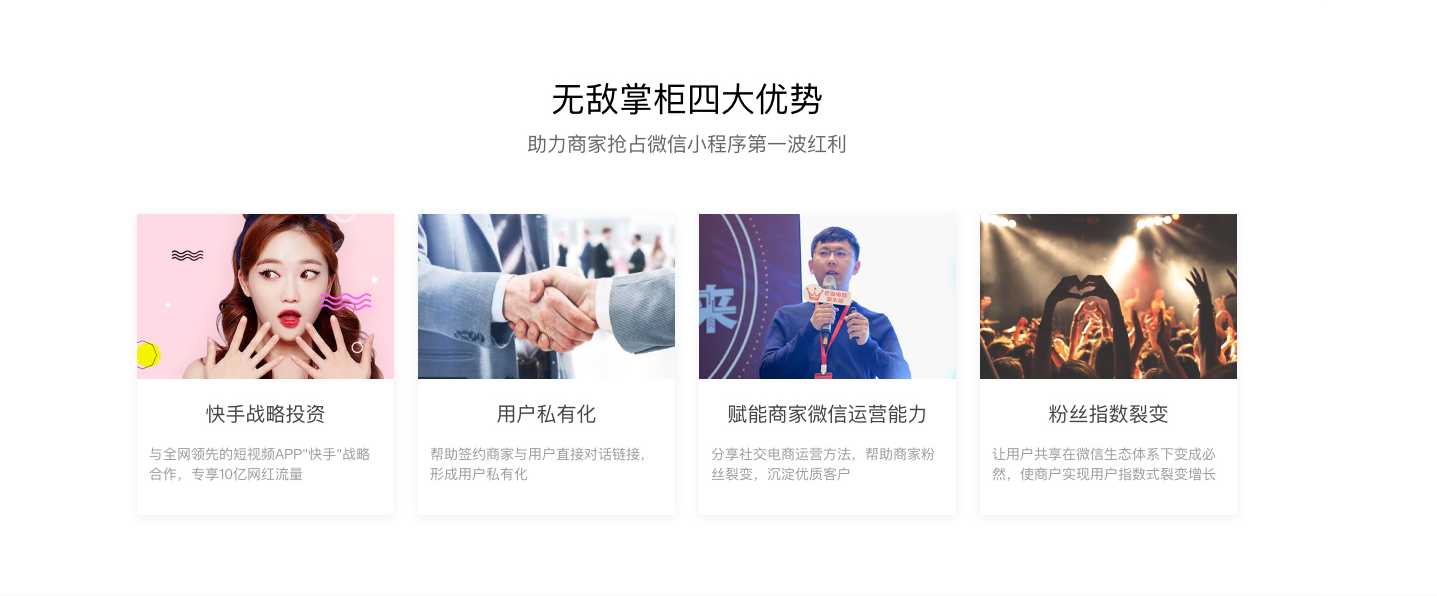 无敌掌柜四大优势
助力商家抢占微信小程序第一波红利
来
快手战略投资
与全网领先的短视频APP"快手"战略
合作，专享10亿网红流量
用户私有化
帮助签约商家与用户直接对话链接，
形成用户私有化
赋能商家微信运营能力
分享社交电商运营方法，帮助商家粉
丝裂变，沉淀优质客户
粉丝指数裂变
让用户共享在微信生态体系下变成必
然，使商户实现用户指数式裂变增长